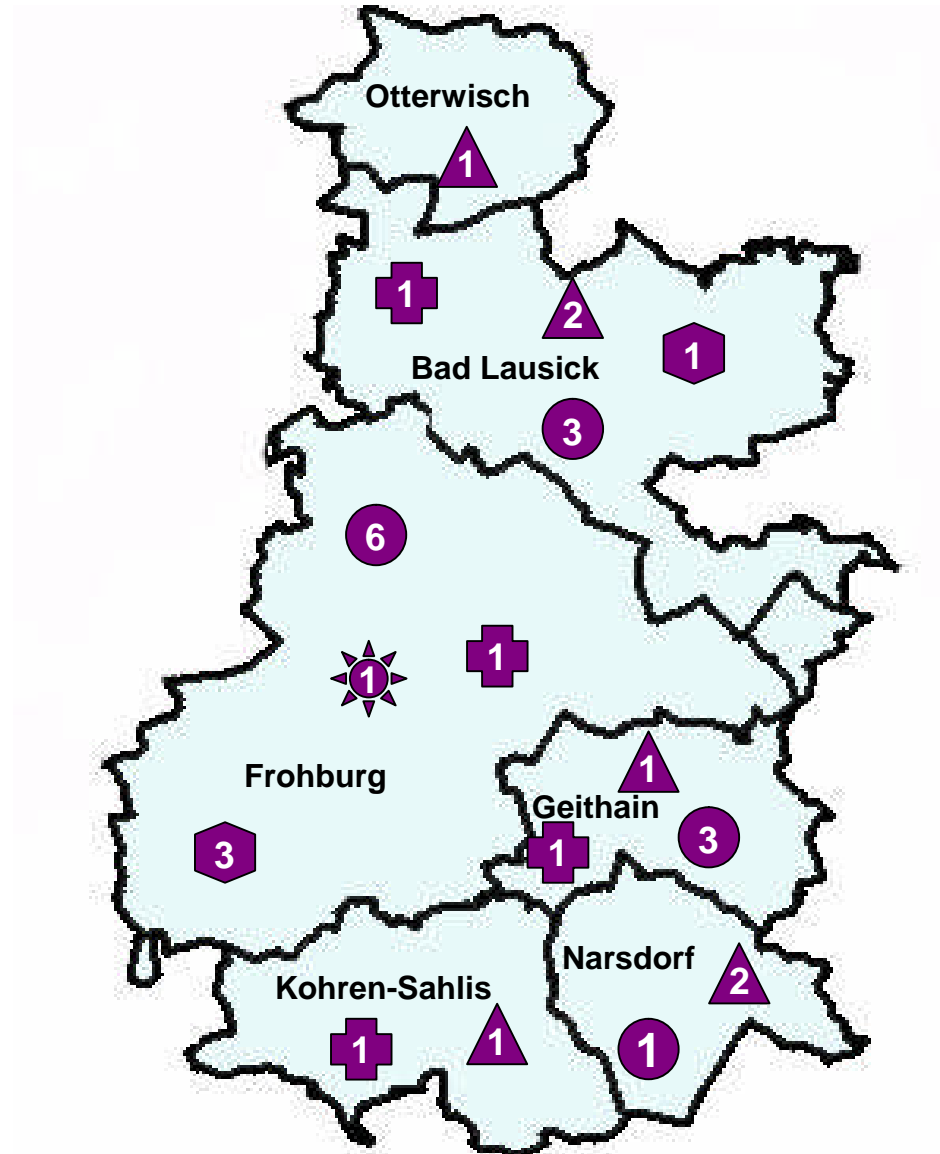 Otterwisch
1
1
2
1
Bad Lausick
3
6
1
1
Frohburg
1
Geithain
3
1
3
Narsdorf
2
Kohren-Sahlis
1
1
1